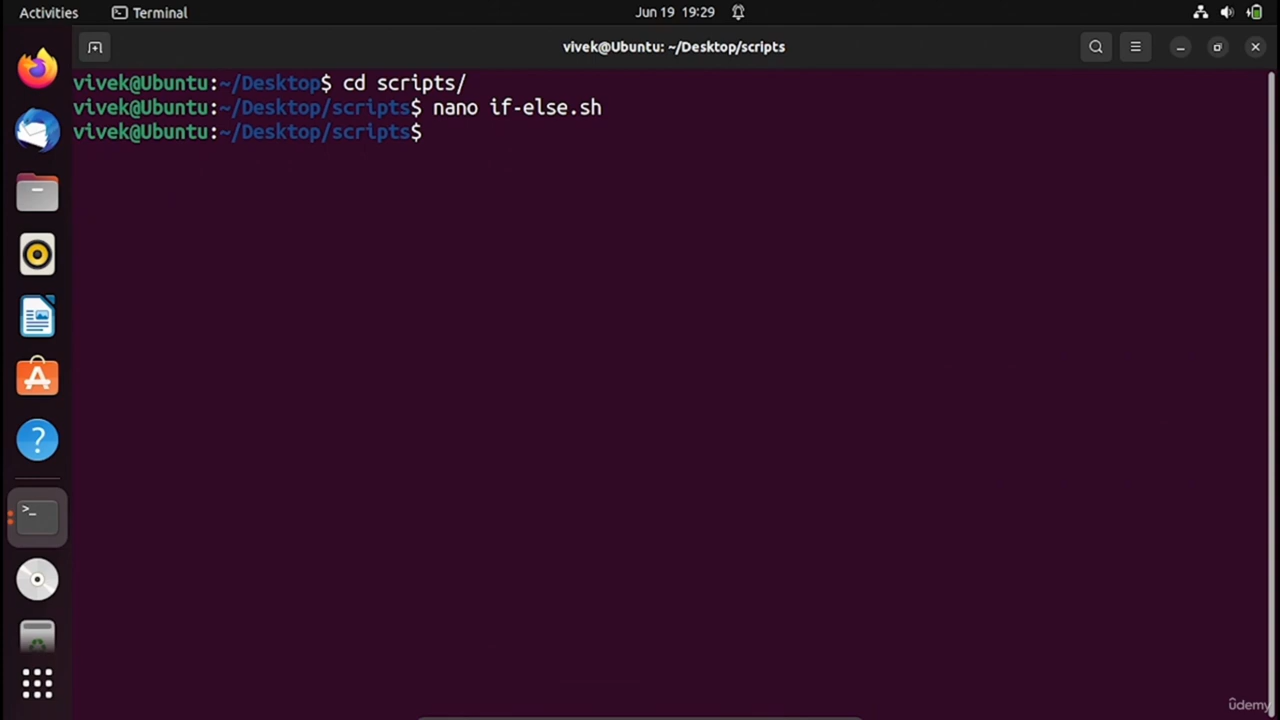 Activities
Terminal
Jun 19 19:29
vivek@Ubuntu: ~/Desktop/scripts
vivek@Ubuntu:~/Desktop$ cd scripts/
vivek@Ubuntu:~/Desktop/scripts$ nano if-else.sh
vivek@Ubuntu:~/Desktop/scripts$
ûdemy